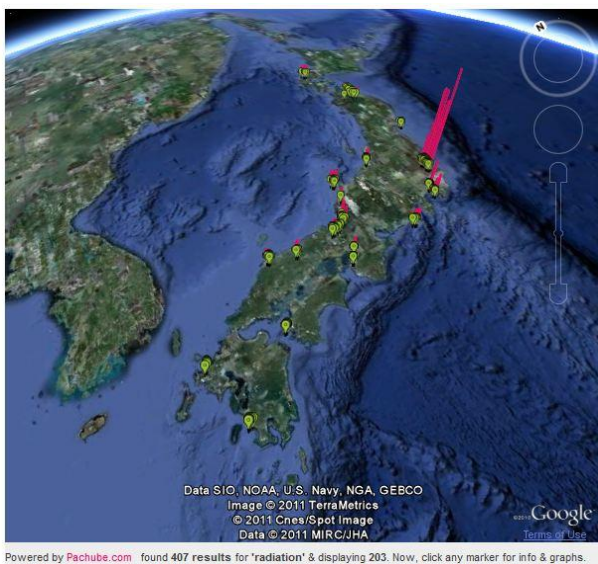 N
Data SIO, NOAA, U.S. Navy, NGA, GEBCO
Image © 2011 TerraMetrics
© 2011 Cnes/Spot Image
Data © 2011 MIRC/JHA
Google
Terms of Use
Powered by Pachube.com found 407 results for 'radiation' & displaying 203. Now, click any marker for info & graphs.